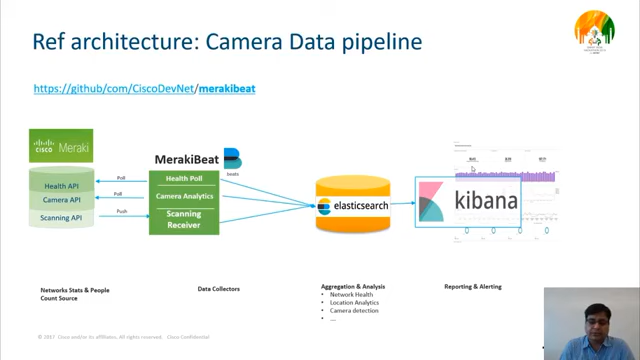 Ref architecture: Camera Data pipeline
https://github/com/CiscoDevNet/merakibeat
CISCO Meraki
Health API
Camera API
Scanning API
Poll
Poll
Push
MerakiBeat
beats
Health Poll
Camera Analytics
Scanning
Receiver
elasticsearch
kibana
Networks Stats & People
Count Source
Data Collectors
Aggregation & Analysis
• Network Health
• Location Analytics
• Camera detection
• ...
Reporting & Alerting
© 2017 Cisco and/or its affiliates. All rights reserved. Cisco Confidential